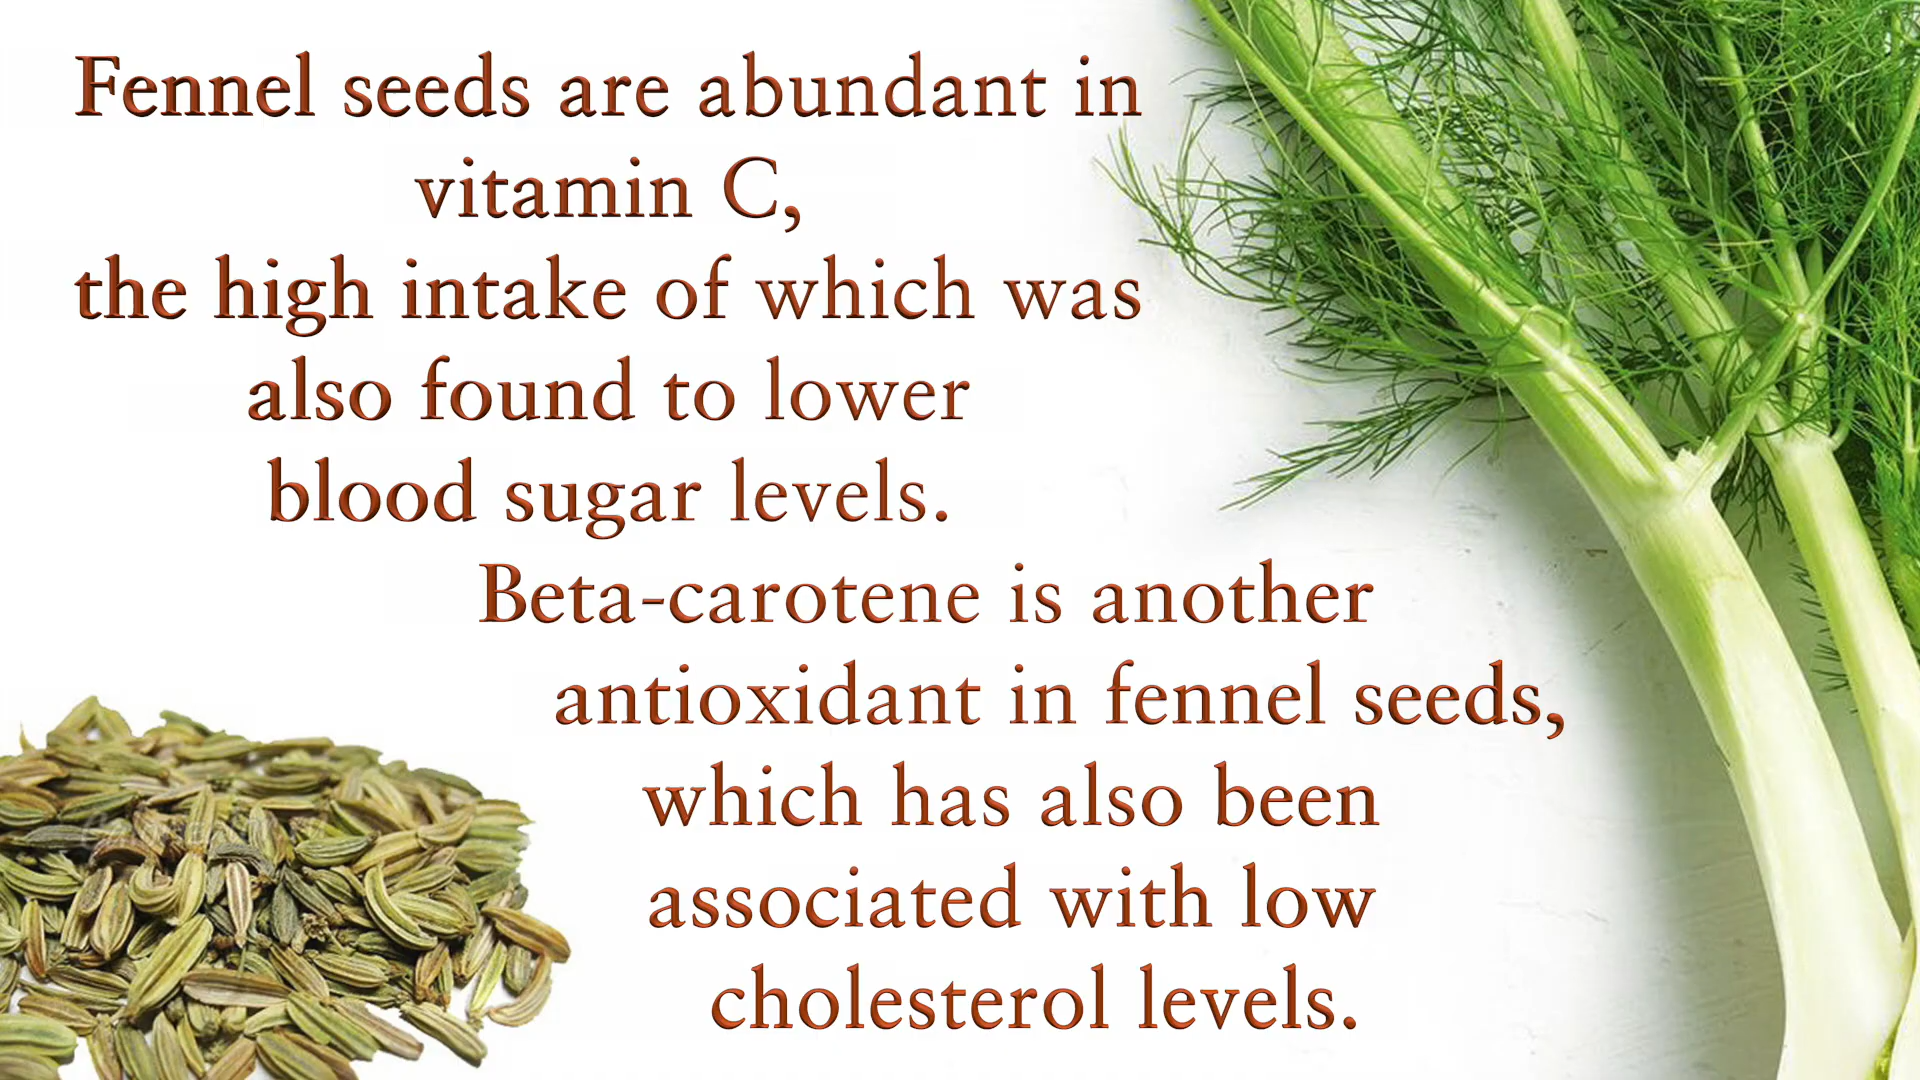 Fennel seeds are abundant in
vitamin C,
the high intake of which was
also found to lower
blood sugar levels.
Beta-carotene is another
antioxidant in fennel seeds,
which has also been
associated with low
cholesterol levels.